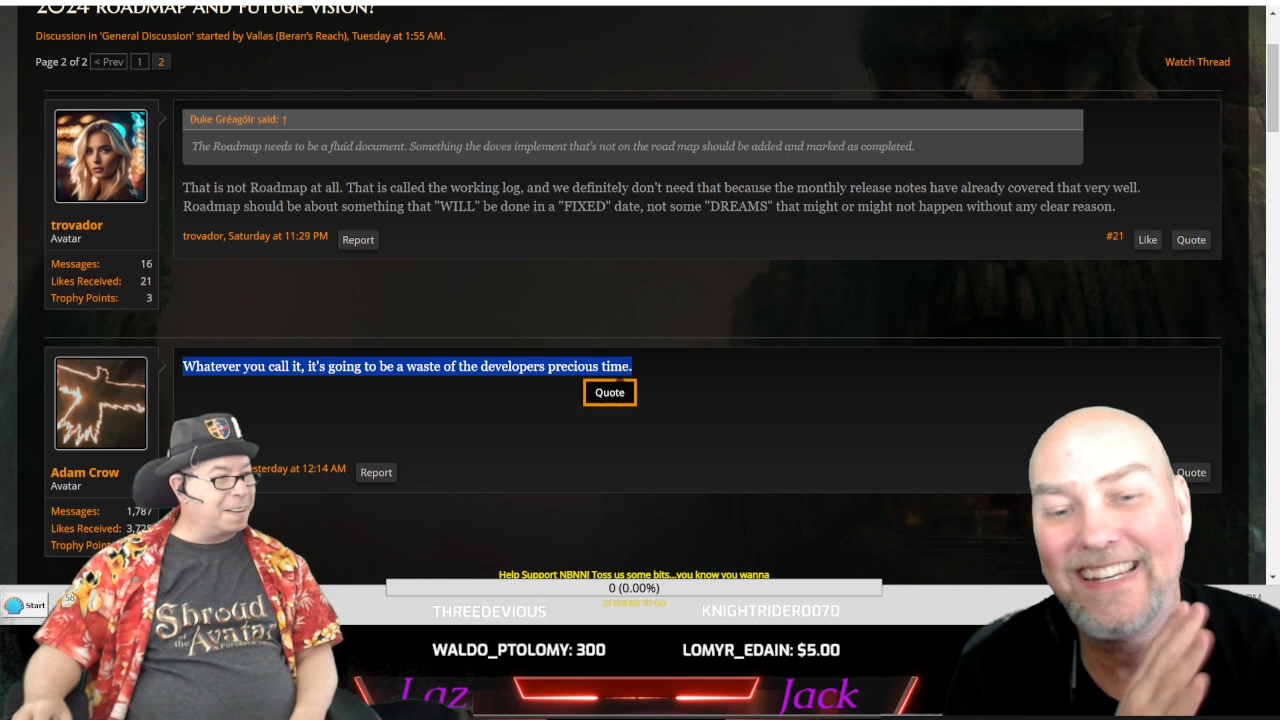 2024 ROADMAP AND FUTURE VISION?
Discussion in 'General Discussion' started by Vallas (Beran's Reach), Tuesday at 1:55 AM.
Page 2 of 2 < Prev 1 2
Watch Thread
Duke Gréagóir said: ↑
The Roadmap needs to be a fluid document. Something the doves implement that's not on the road map should be added and marked as completed.
That is not Roadmap at all. That is called the working log, and we definitely don't need that because the monthly release notes have already covered that very well.
Roadmap should be about something that "WILL" be done in a "FIXED" date, not some "DREAMS" that might or might not happen without any clear reason.
trovador
Avatar
Messages: 16
Likes Received: 21
Trophy Points: 3
trovador, Saturday at 11:29 PM Report
#21 Like Quote
Whatever you call it, it's going to be a waste of the developers precious time.
Quote
Adam Crow
Avatar
Messages: 1,787
Likes Received: 3,725
Trophy
at 12:14 AM Report
Quote
Help Support NBNN! Toss us some bits...you know you wanna
0 (0.00%)
Start
THREEDEVIOUS
KNIGHTRIDER0070
WALDO_PTOLOMY: 300
LOMYR_EDAIN: $5.00
Shroud
of the Avatar
Laz
Jack